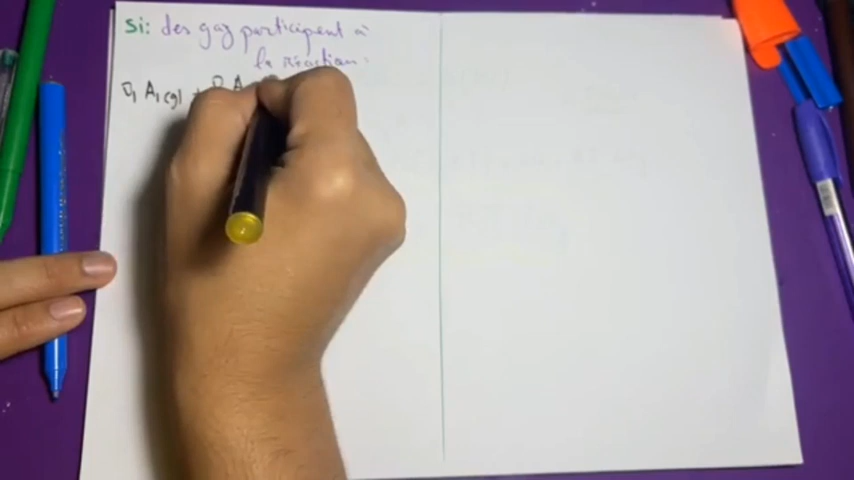 si: des gaz participent à
la réaction:
ν₁ A₁(g) +